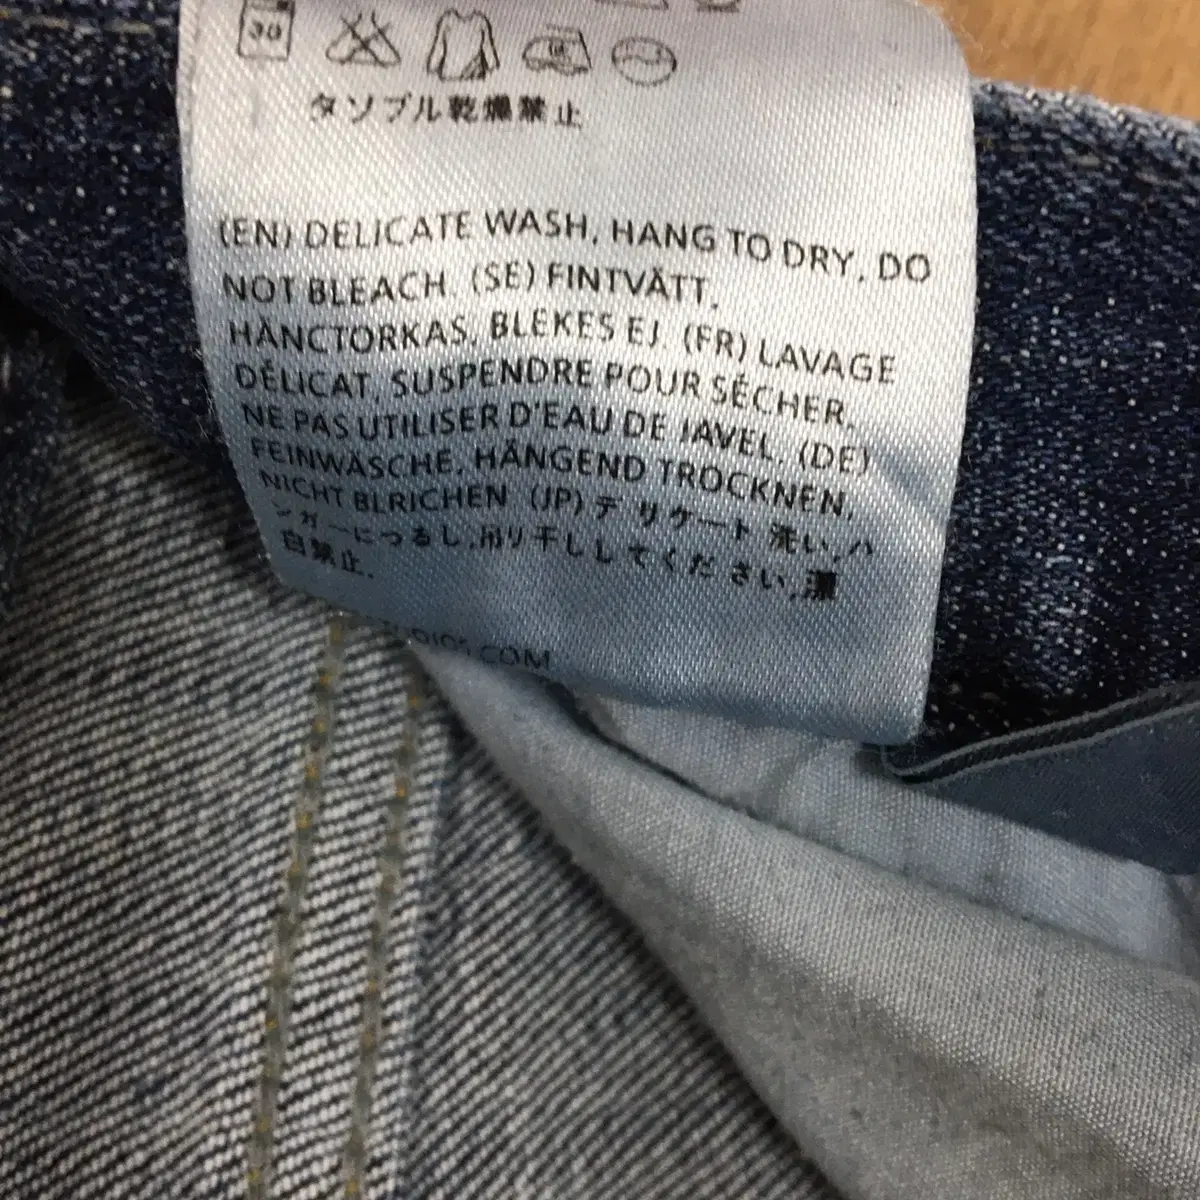 30
タソブル乾燥禁止
(EN) DELICATE WASH, HANG TO DRY, DO
NOT BLEACH. (SE) FINTVÄTT,
HÄNCTORKAS, BLEKES EJ. (FR) LAVAGE
DÉLICAT, SUSPENDRE POUR SÉCHER,
NE PAS UTILISER D'EAU DE JAVEL, (DE)
FEINWÄSCHE, HÄNGEND TROCKNEN,
NICHT BLRICHEN (JP) デ リケート 洗い,ハ
ンガーにつるし,吊り干ししてください,漂
白禁止.
.COM